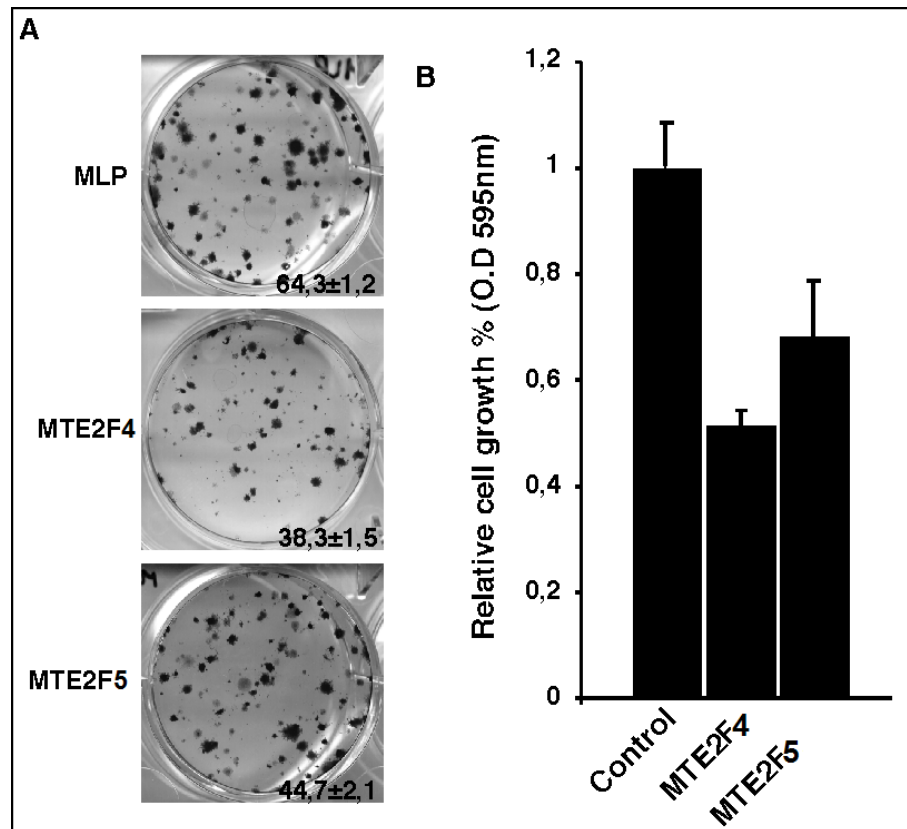 A
MLP
64,3±1,2
MTE2F4
38,3±1,5
MTE2F5
44,7±2,1
B
Relative cell growth % (O.D 595nm)
1,2
1
0,8
0,6
0,4
0,2
0
Control
MTE2F4
MTE2F5